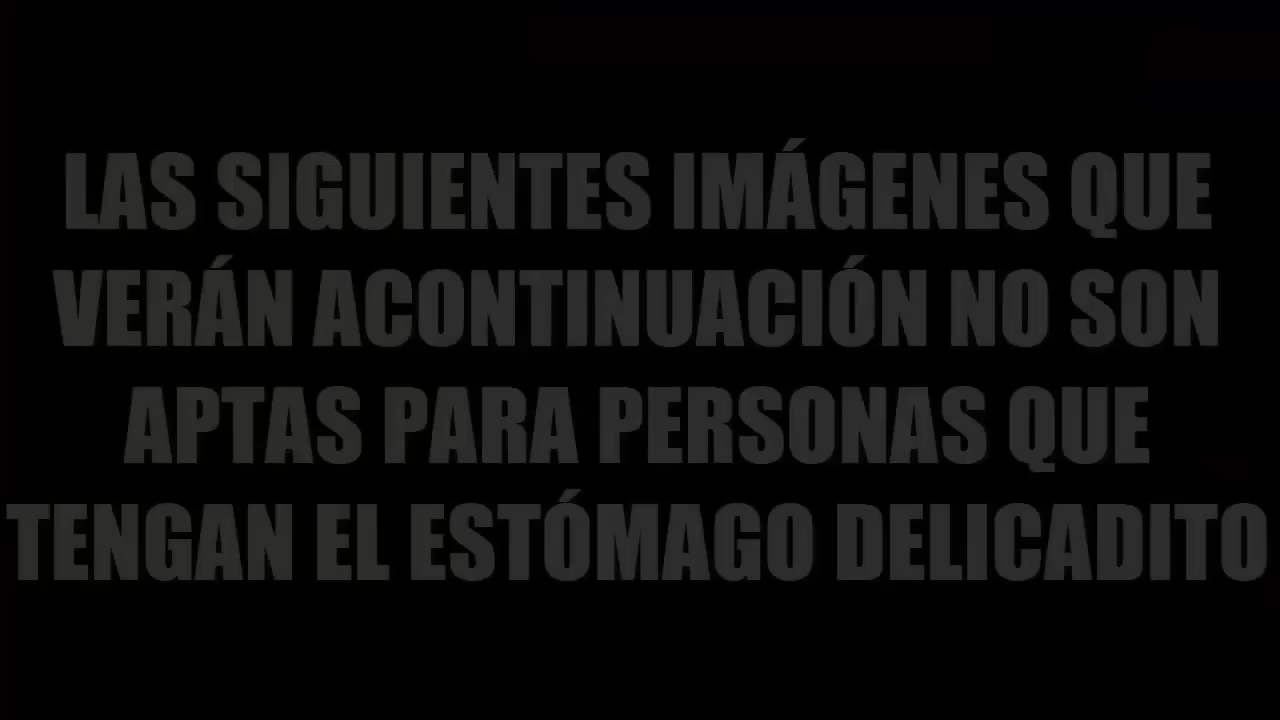 LAS SIGUIENTES IMÁGENES QUE
VERÁN ACONTINUACIÓN NO SON
APTAS PARA PERSONAS QUE
TENGAN EL ESTÓMAGO DELICADITO